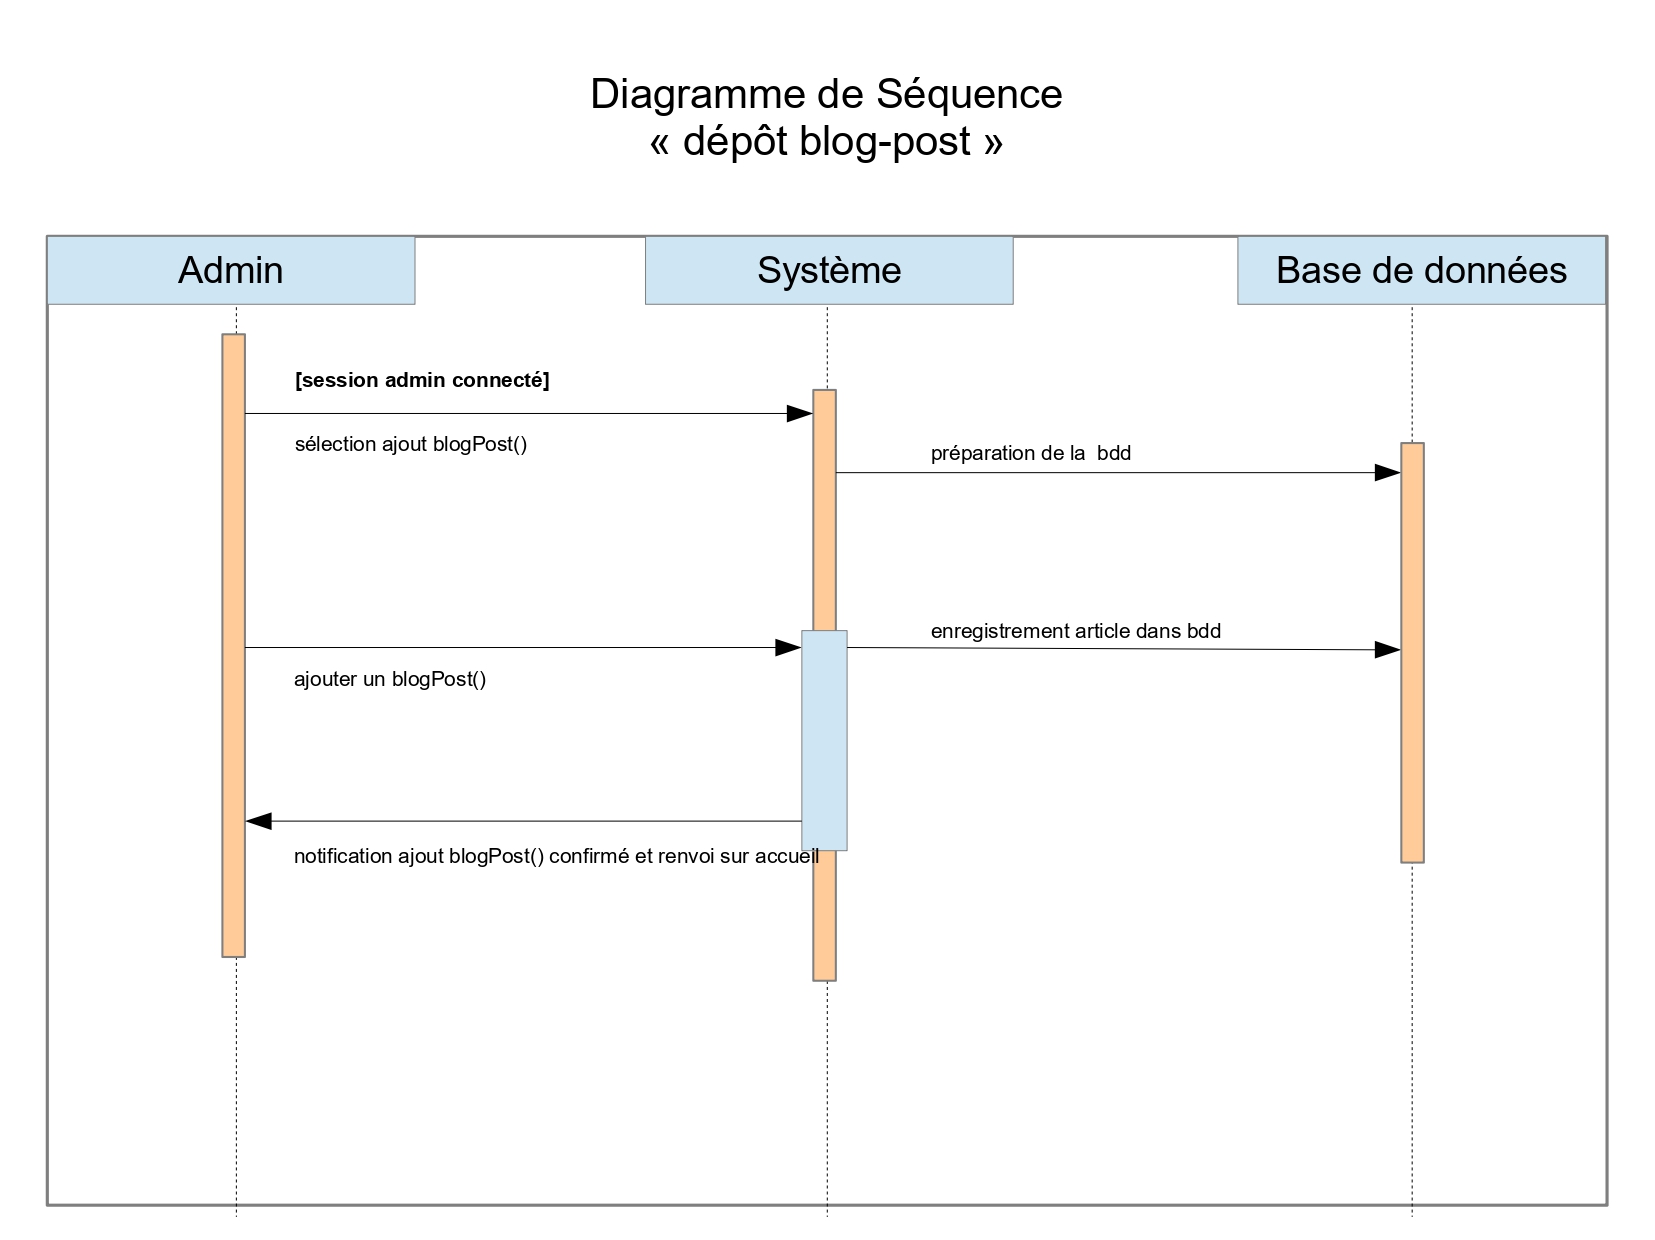 Diagramme de Séquence
« dépôt blog-post »
Admin
Système
Base de données
[session admin connecté]
sélection ajout blogPost()
préparation de la  bdd
enregistrement article dans bdd
ajouter un blogPost()
notification ajout blogPost() confirmé et renvoi sur accueil